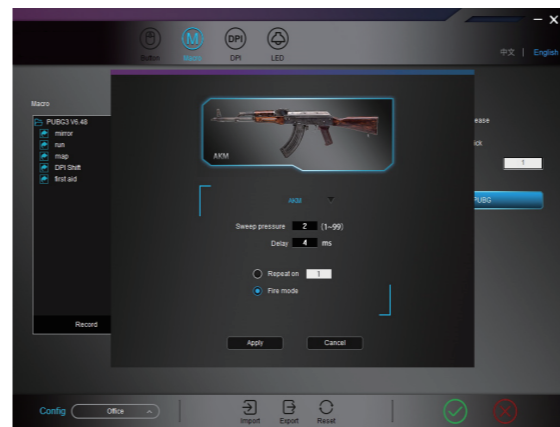 Button
Macro
DPI
DPI
LED
中文 | English
Macro
PUBG3 V6.48
mirror
run
map
DPI Shift
first aid
Record
AKM
AKM
Sweep pressure 2 (1~99)
Delay 4 ms
Repeat on 1
Fire mode
Apply Cancel
ease
ick
1
PUBG
Config Office
Import Export Reset